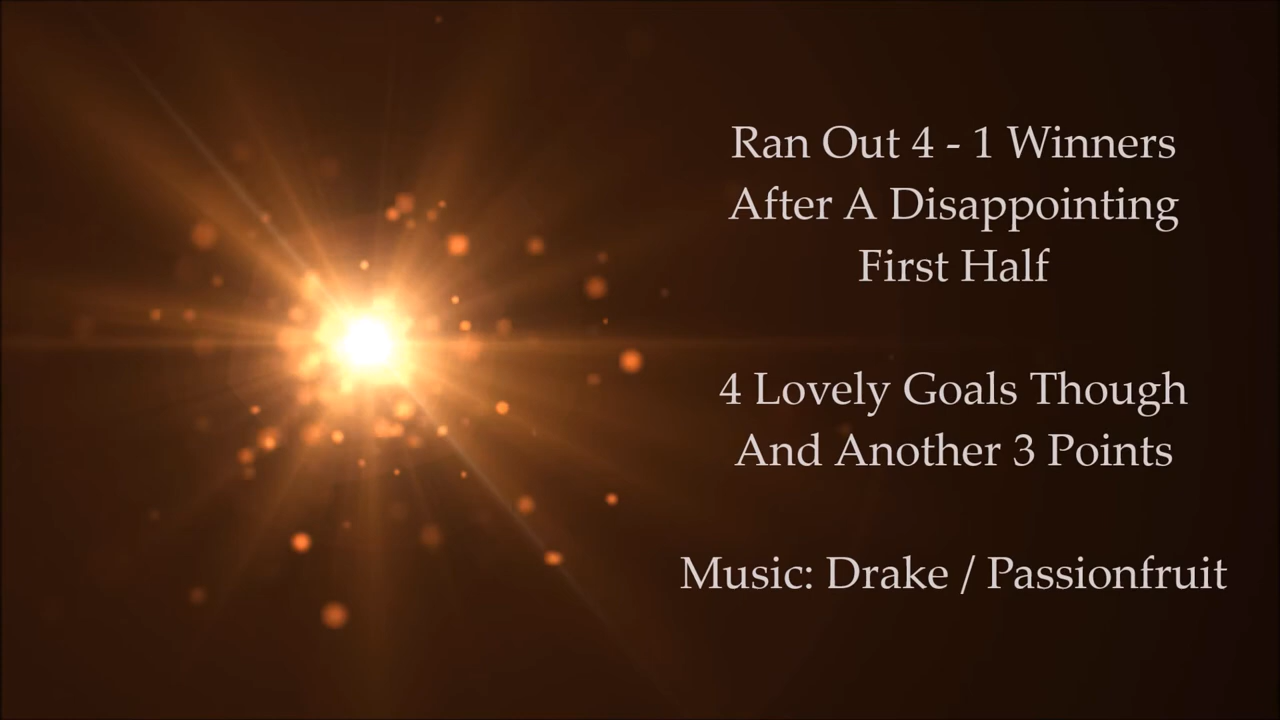 Ran Out 4 - 1 Winners
After A Disappointing
First Half
4 Lovely Goals Though
And Another 3 Points
Music: Drake / Passionfruit